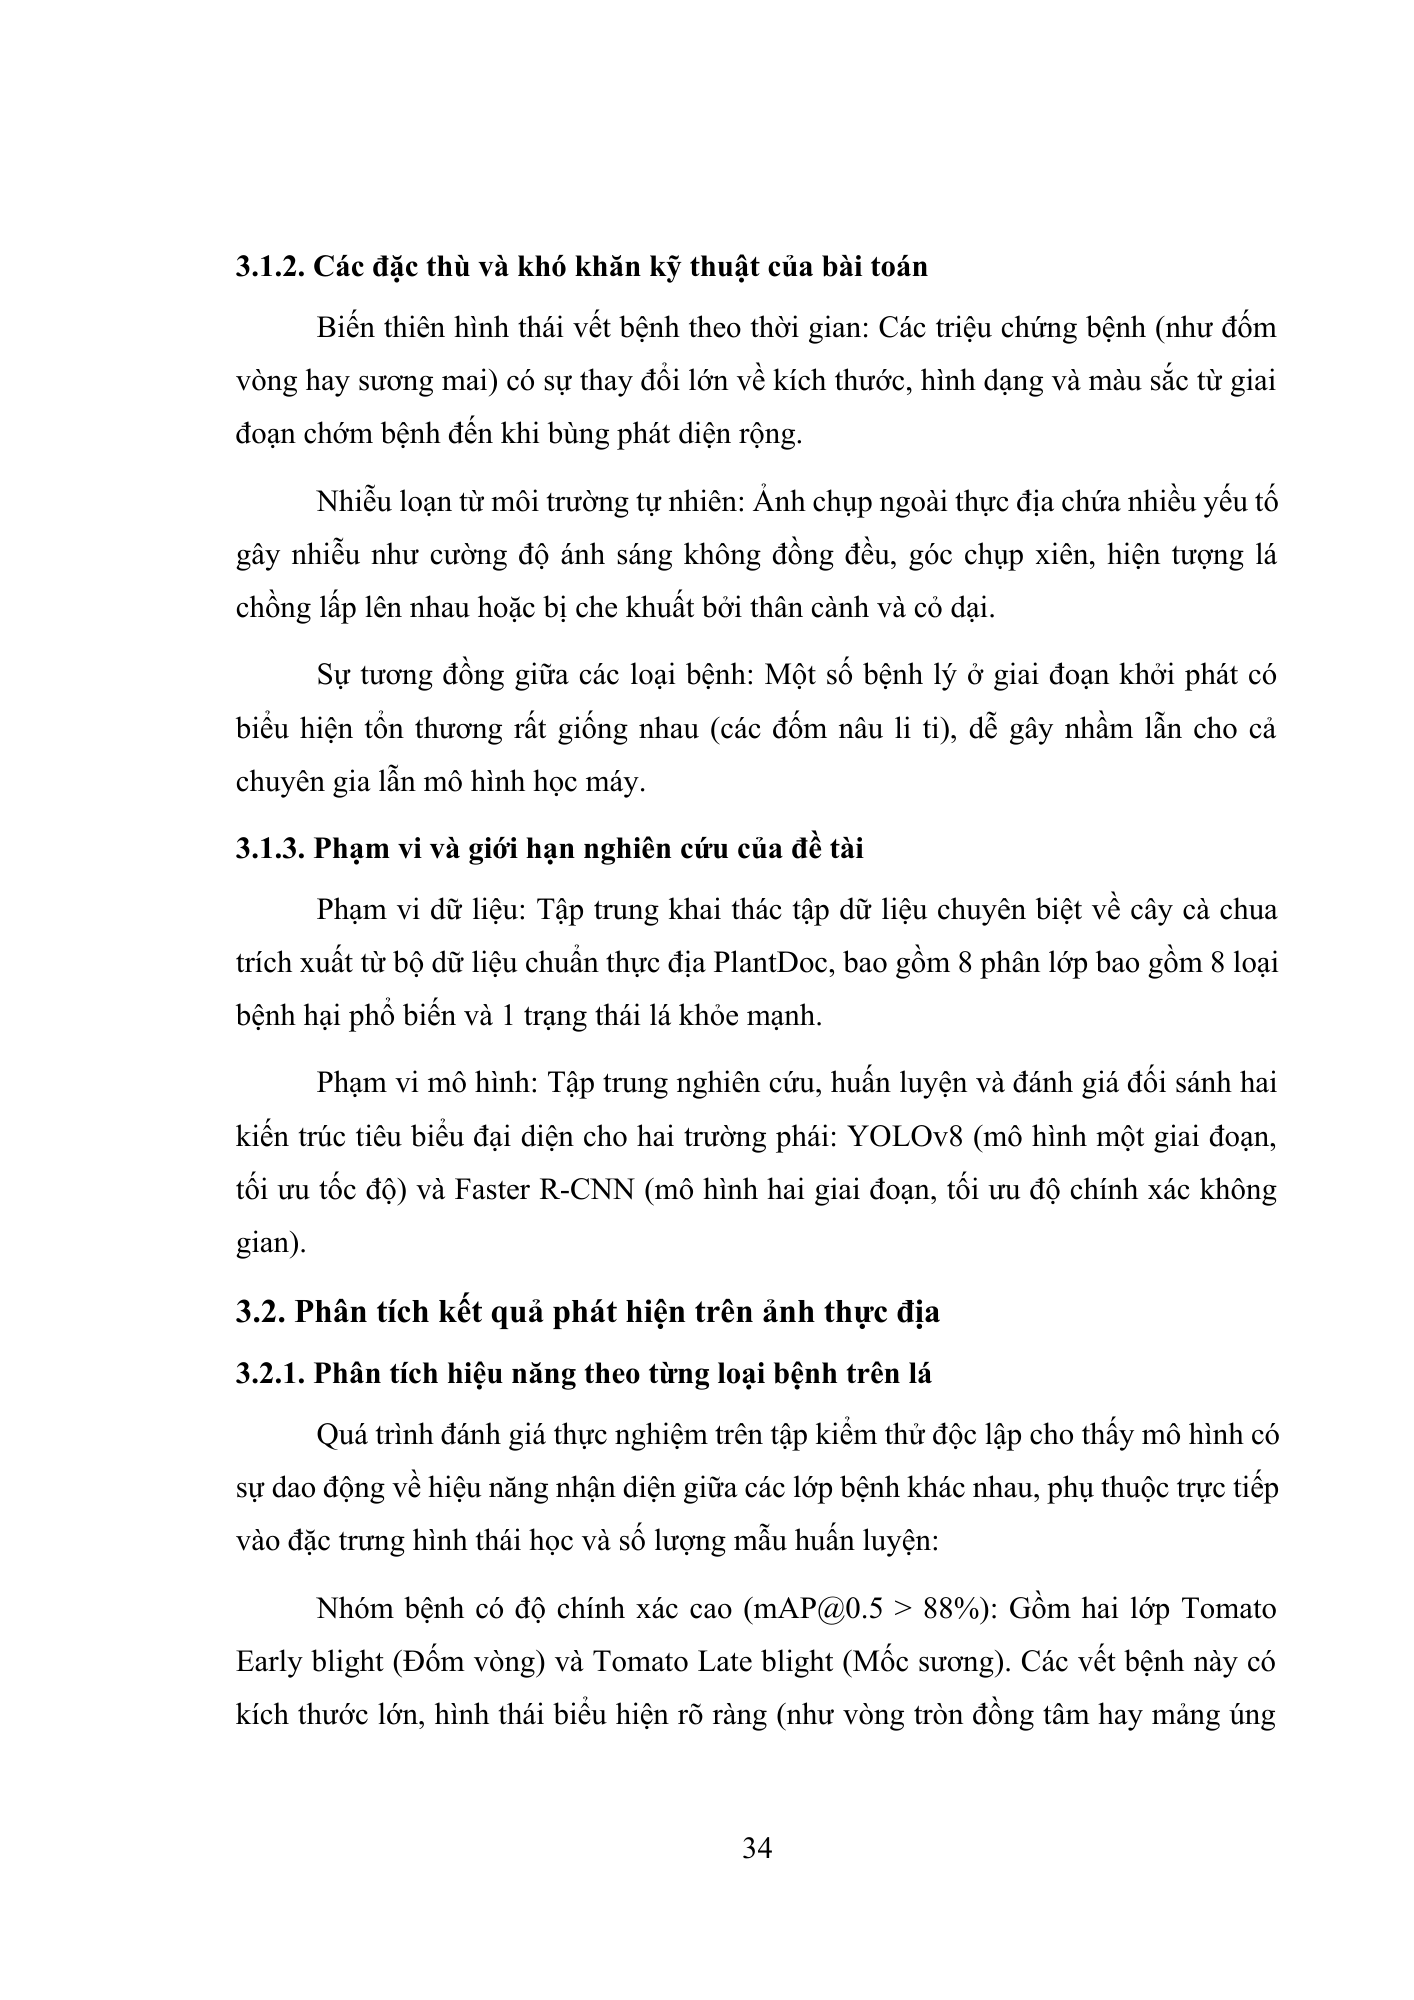 3.1.2. Các đặc thù và khó khăn kỹ thuật của bài toán
Biến thiên hình thái vết bệnh theo thời gian: Các triệu chứng bệnh (như đốm
vòng hay sương mai) có sự thay đổi lớn về kích thước, hình dạng và màu sắc từ giai
đoạn chớm bệnh đến khi bùng phát diện rộng.
Nhiễu loạn từ môi trường tự nhiên: Ảnh chụp ngoài thực địa chứa nhiều yếu tố
gây nhiễu như cường độ ánh sáng không đồng đều, góc chụp xiên, hiện tượng lá
chồng lấp lên nhau hoặc bị che khuất bởi thân cành và cỏ dại.
Sự tương đồng giữa các loại bệnh: Một số bệnh lý ở giai đoạn khởi phát có
biểu hiện tổn thương rất giống nhau (các đốm nâu li ti), dễ gây nhầm lẫn cho cả
chuyên gia lẫn mô hình học máy.
3.1.3. Phạm vi và giới hạn nghiên cứu của đề tài
Phạm vi dữ liệu: Tập trung khai thác tập dữ liệu chuyên biệt về cây cà chua
trích xuất từ bộ dữ liệu chuẩn thực địa PlantDoc, bao gồm 8 phân lớp bao gồm 8 loại
bệnh hại phổ biến và 1 trạng thái lá khỏe mạnh.
Phạm vi mô hình: Tập trung nghiên cứu, huấn luyện và đánh giá đối sánh hai
kiến trúc tiêu biểu đại diện cho hai trường phái: YOLOv8 (mô hình một giai đoạn,
tối ưu tốc độ) và Faster R-CNN (mô hình hai giai đoạn, tối ưu độ chính xác không
gian).
3.2. Phân tích kết quả phát hiện trên ảnh thực địa
3.2.1. Phân tích hiệu năng theo từng loại bệnh trên lá
Quá trình đánh giá thực nghiệm trên tập kiểm thử độc lập cho thấy mô hình có
sự dao động về hiệu năng nhận diện giữa các lớp bệnh khác nhau, phụ thuộc trực tiếp
vào đặc trưng hình thái học và số lượng mẫu huấn luyện:
Nhóm bệnh có độ chính xác cao (mAP@0.5 > 88%): Gồm hai lớp Tomato
Early blight (Đốm vòng) và Tomato Late blight (Mốc sương). Các vết bệnh này có
kích thước lớn, hình thái biểu hiện rõ ràng (như vòng tròn đồng tâm hay mảng úng
34